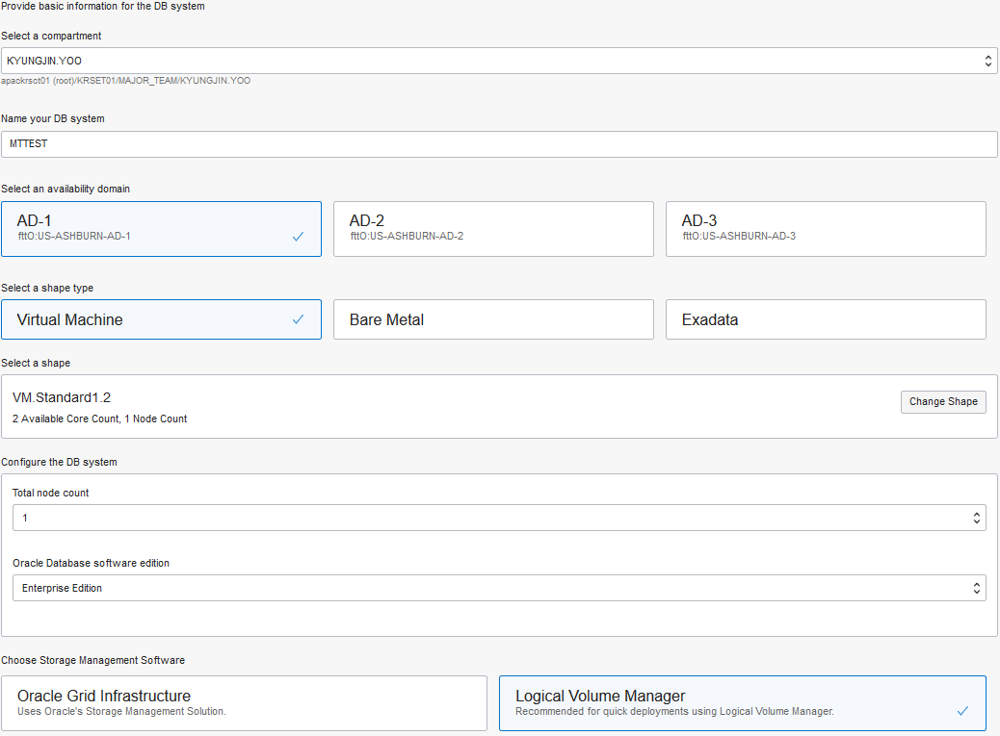 Provide basic information for the DB system
Select a compartment
KYUNGJIN.YOO
apackrsct01 (root)/KRSET01/MAJOR_TEAM/KYUNGJIN.YOO
Name your DB system
MTTEST
Select an availability domain
AD-1
fttO:US-ASHBURN-AD-1
AD-2
fttO:US-ASHBURN-AD-2
AD-3
fttO:US-ASHBURN-AD-3
Select a shape type
Virtual Machine
Bare Metal
Exadata
Select a shape
VM.Standard1.2
2 Available Core Count, 1 Node Count
Change Shape
Configure the DB system
Total node count
1
Oracle Database software edition
Enterprise Edition
Choose Storage Management Software
Oracle Grid Infrastructure
Uses Oracle's Storage Management Solution.
Logical Volume Manager
Recommended for quick deployments using Logical Volume Manager.